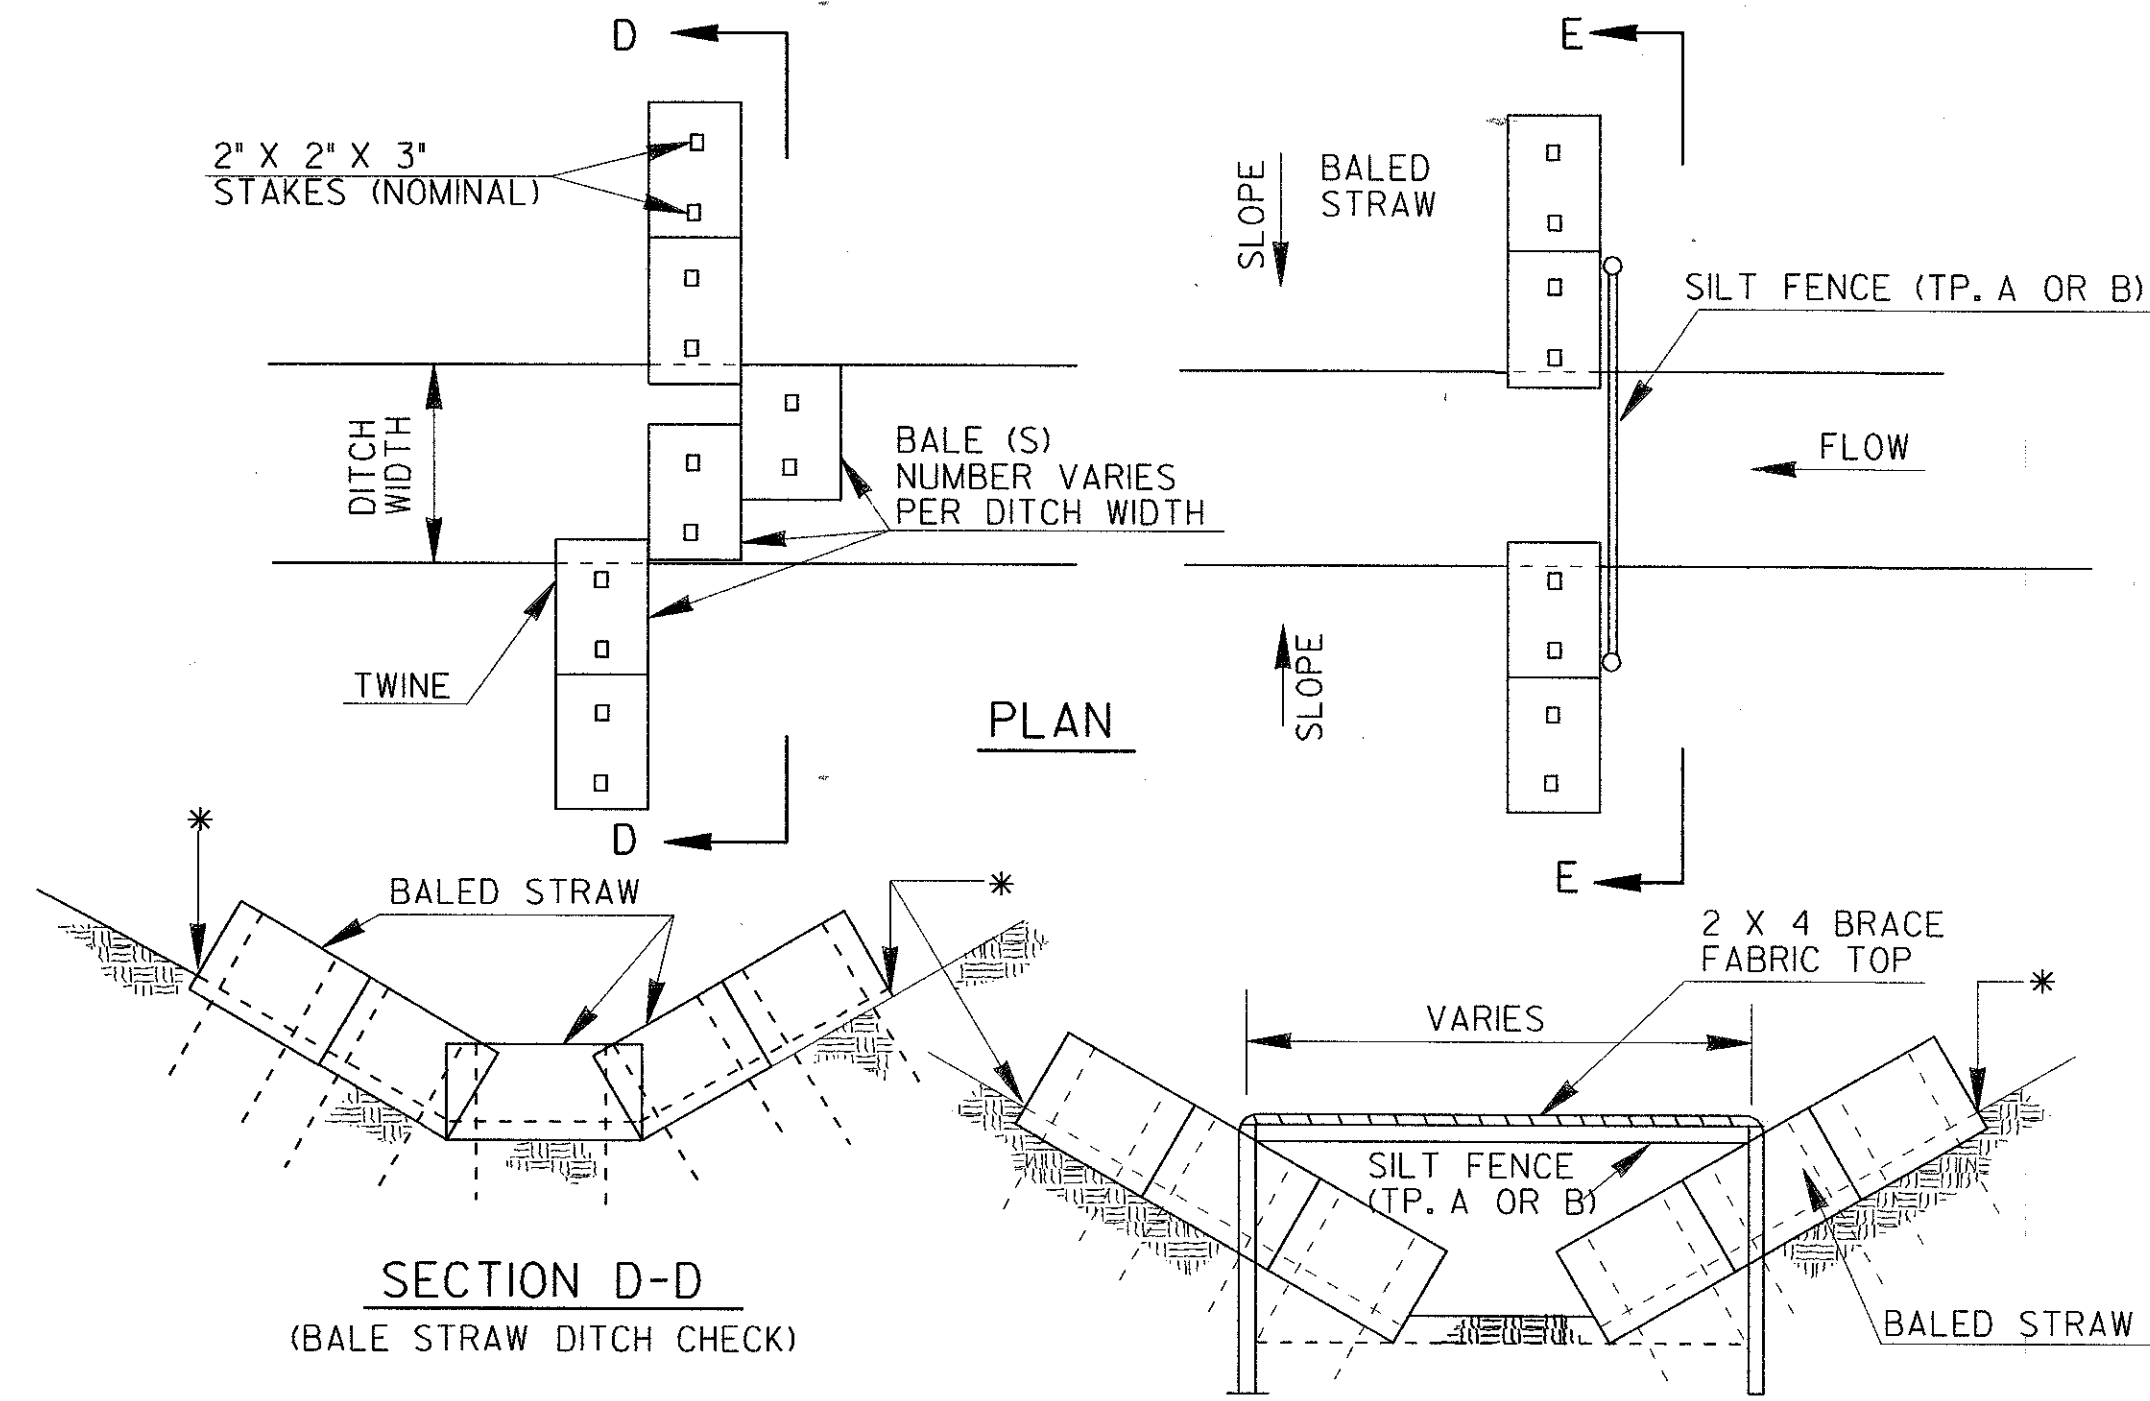 D
E
2" X 2" X 3"
STAKES (NOMINAL)
SLOPE
BALED
STRAW
SILT FENCE (TP. A OR B)
DITCH
WIDTH
BALE (S)
NUMBER VARIES
PER DITCH WIDTH
FLOW
TWINE
SLOPE
PLAN
D
E
*
BALED STRAW
*
2 X 4 BRACE
FABRIC TOP
*
VARIES
SILT FENCE
(TP. A OR B)
BALED STRAW
SECTION D-D
(BALE STRAW DITCH CHECK)